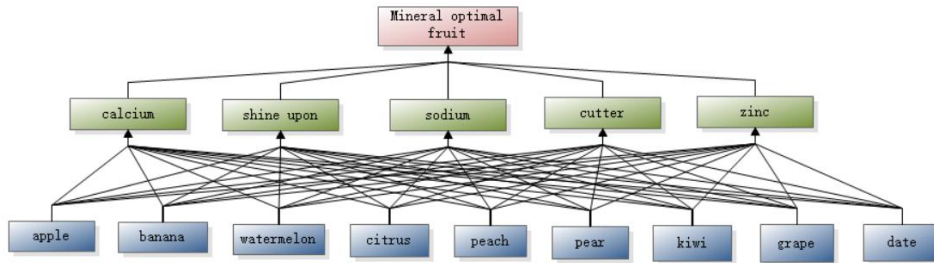 Mineral optimal
fruit
calcium
shine upon
sodium
cutter
zinc
apple
banana
watermelon
citrus
peach
pear
kiwi
grape
date